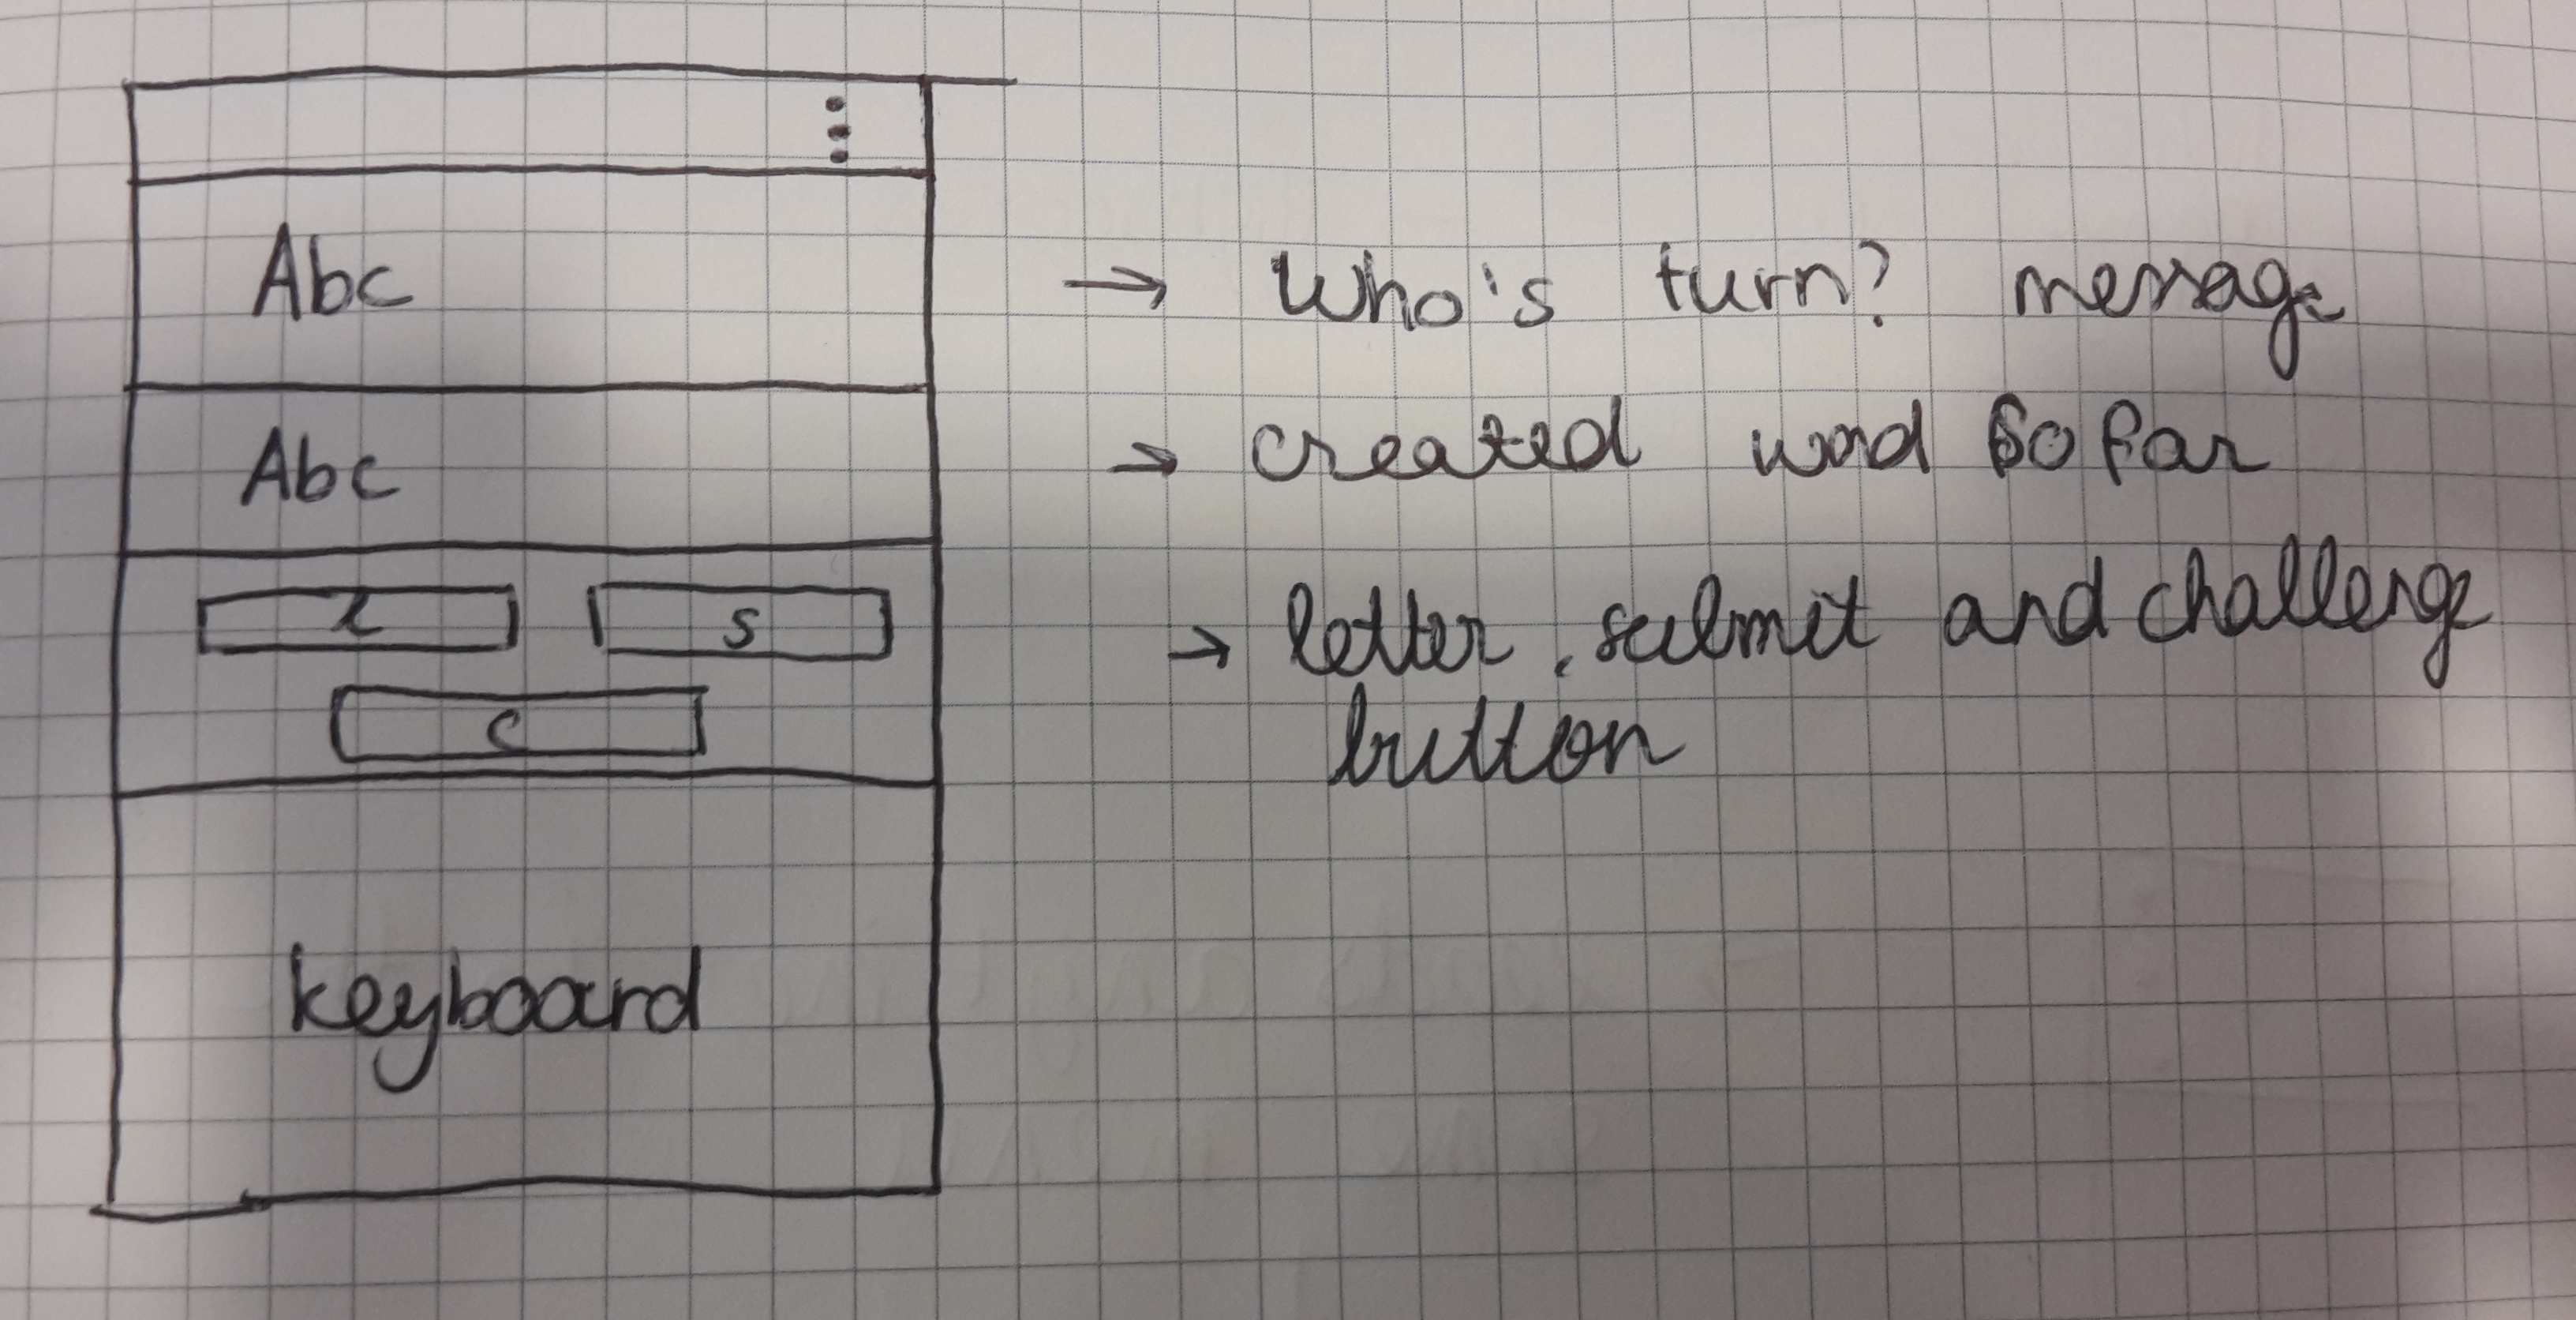 Abc
→ Who's turn? message
Abc
→ created word so far
l
s
→ letter, submit and challenge
c
button
keyboard